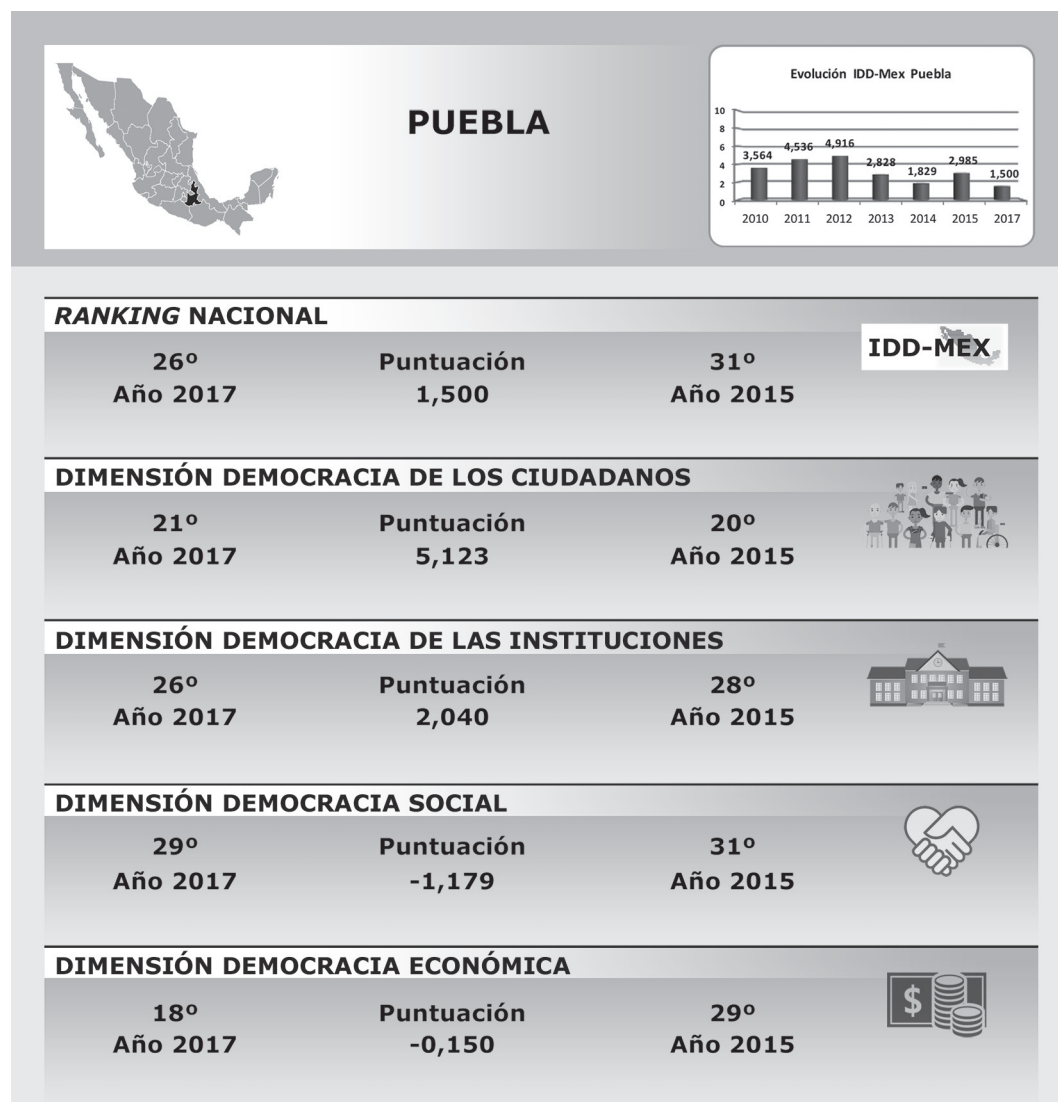 PUEBLA
Evolución IDD-Mex Puebla
10
8
6
4
2
0
3,564
4,536
4,916
2,828
1,829
2,985
1,500
2010 2011 2012 2013 2014 2015 2017
RANKING NACIONAL
IDD-MEX
26º Puntuación 31º
Año 2017 1,500 Año 2015
DIMENSIÓN DEMOCRACIA DE LOS CIUDADANOS
21º Puntuación 20º
Año 2017 5,123 Año 2015
DIMENSIÓN DEMOCRACIA DE LAS INSTITUCIONES
26º Puntuación 28º
Año 2017 2,040 Año 2015
DIMENSIÓN DEMOCRACIA SOCIAL
29º Puntuación 31º
Año 2017 -1,179 Año 2015
DIMENSIÓN DEMOCRACIA ECONÓMICA
$
18º Puntuación 29º
Año 2017 -0,150 Año 2015